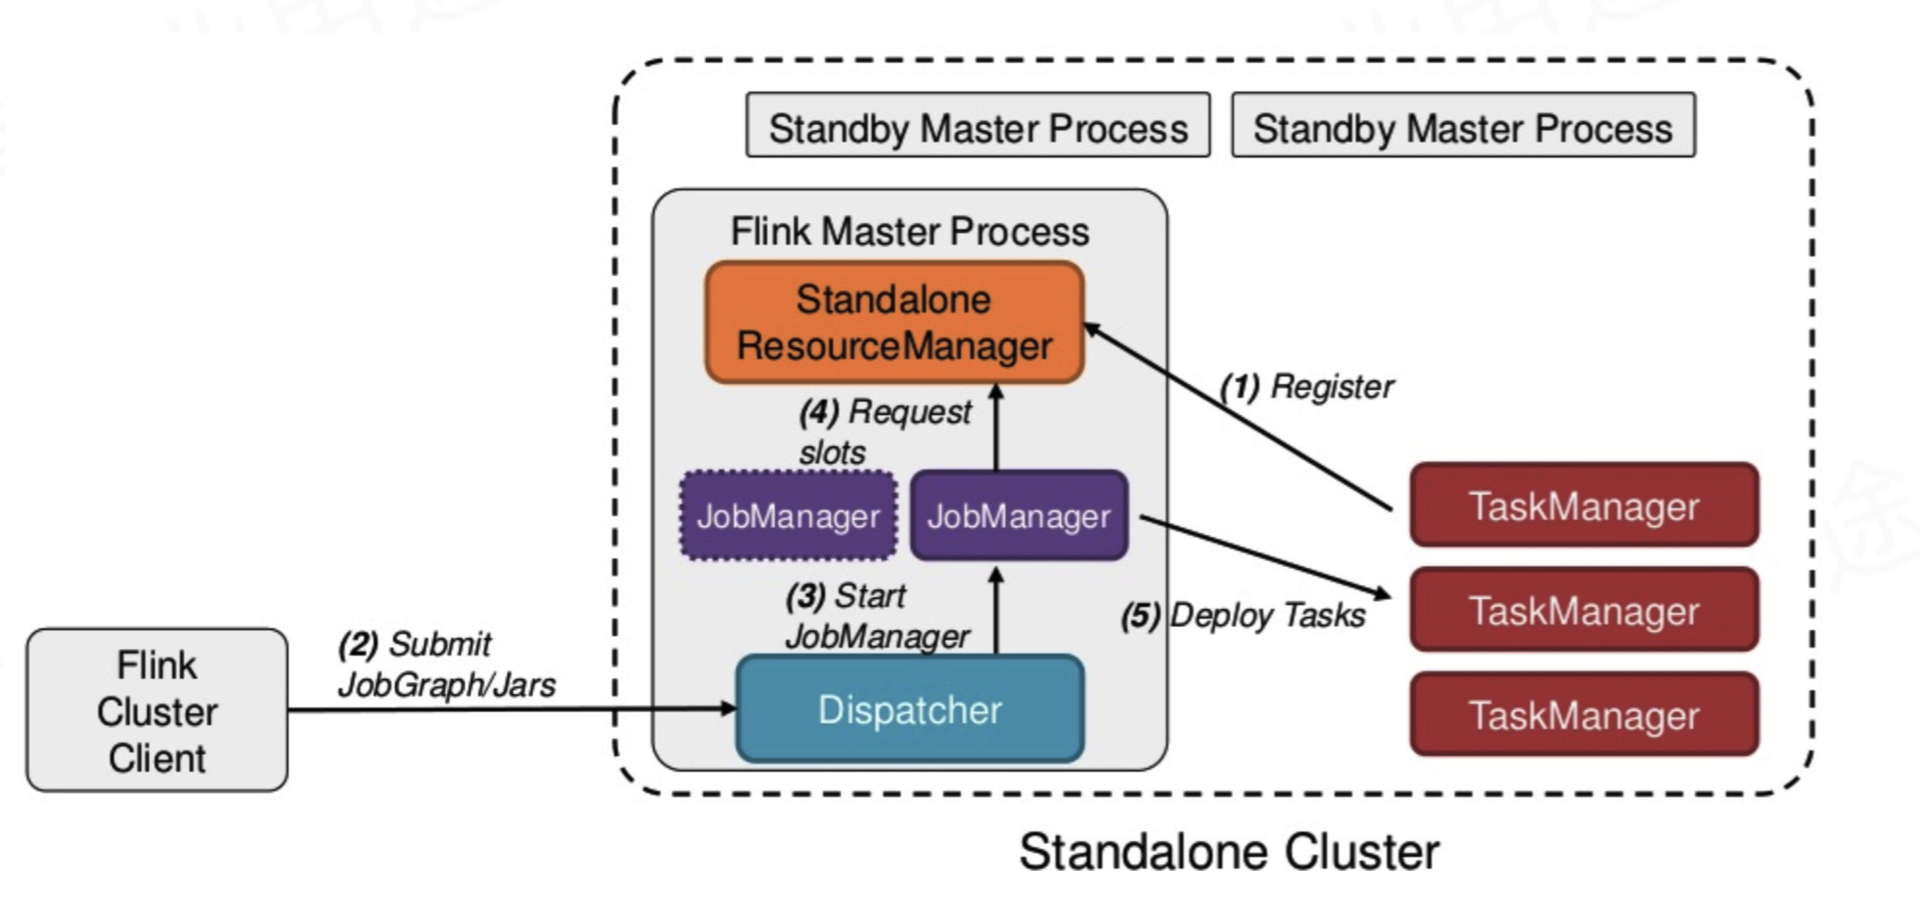 Standby Master Process
Standby Master Process
Flink Master Process
Standalone
ResourceManager
(1) Register
(4) Request
slots
JobManager
JobManager
TaskManager
TaskManager
TaskManager
(3) Start
JobManager
(5) Deploy Tasks
Flink
Cluster
Client
(2) Submit
JobGraph/Jars
Dispatcher
Standalone Cluster
途